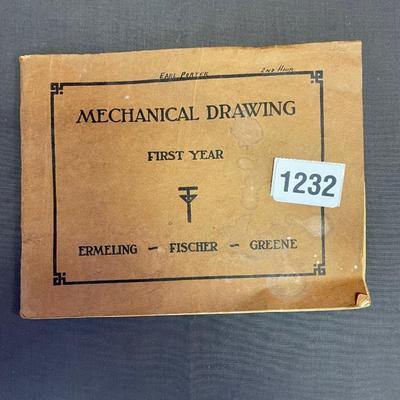 EARL PORTER 2ND HOUR
MECHANICAL DRAWING
FIRST YEAR
1232
ERMELING – FISCHER – GREENE